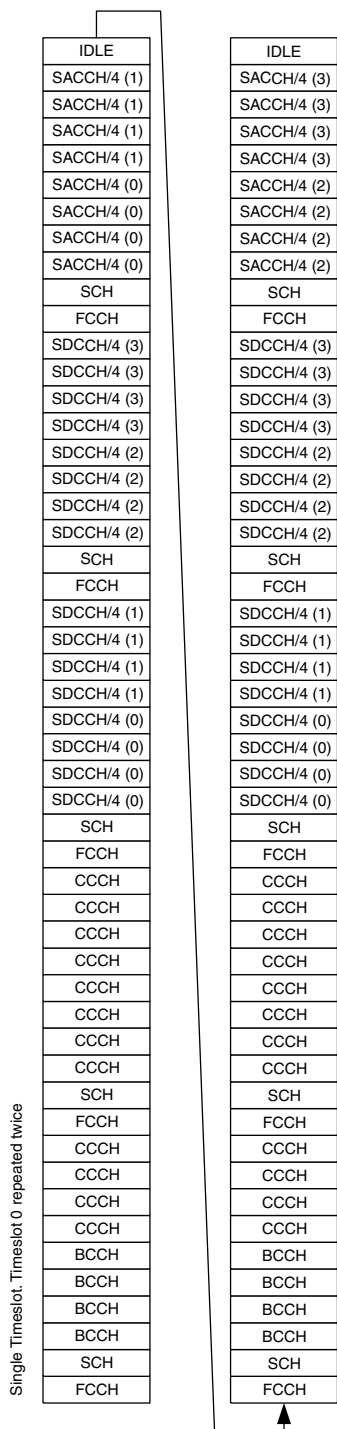 IDLE
SACCH/4 (1)
SACCH/4 (1)
SACCH/4 (1)
SACCH/4 (1)
SACCH/4 (0)
SACCH/4 (0)
SACCH/4 (0)
SACCH/4 (0)
SCH
FCCH
SDCCH/4 (3)
SDCCH/4 (3)
SDCCH/4 (3)
SDCCH/4 (3)
SDCCH/4 (2)
SDCCH/4 (2)
SDCCH/4 (2)
SDCCH/4 (2)
SCH
FCCH
SDCCH/4 (1)
SDCCH/4 (1)
SDCCH/4 (1)
SDCCH/4 (1)
SDCCH/4 (0)
SDCCH/4 (0)
SDCCH/4 (0)
SDCCH/4 (0)
SCH
FCCH
CCCH
CCCH
CCCH
CCCH
CCCH
CCCH
CCCH
CCCH
SCH
FCCH
CCCH
CCCH
CCCH
CCCH
BCCH
BCCH
BCCH
BCCH
SCH
FCCH
Single Timeslot. Timeslot 0 repeated twice
IDLE
SACCH/4 (3)
SACCH/4 (3)
SACCH/4 (3)
SACCH/4 (3)
SACCH/4 (2)
SACCH/4 (2)
SACCH/4 (2)
SACCH/4 (2)
SCH
FCCH
SDCCH/4 (3)
SDCCH/4 (3)
SDCCH/4 (3)
SDCCH/4 (3)
SDCCH/4 (2)
SDCCH/4 (2)
SDCCH/4 (2)
SDCCH/4 (2)
SCH
FCCH
SDCCH/4 (1)
SDCCH/4 (1)
SDCCH/4 (1)
SDCCH/4 (1)
SDCCH/4 (0)
SDCCH/4 (0)
SDCCH/4 (0)
SDCCH/4 (0)
SCH
FCCH
CCCH
CCCH
CCCH
CCCH
CCCH
CCCH
CCCH
CCCH
SCH
FCCH
CCCH
CCCH
CCCH
CCCH
BCCH
BCCH
BCCH
BCCH
SCH
FCCH